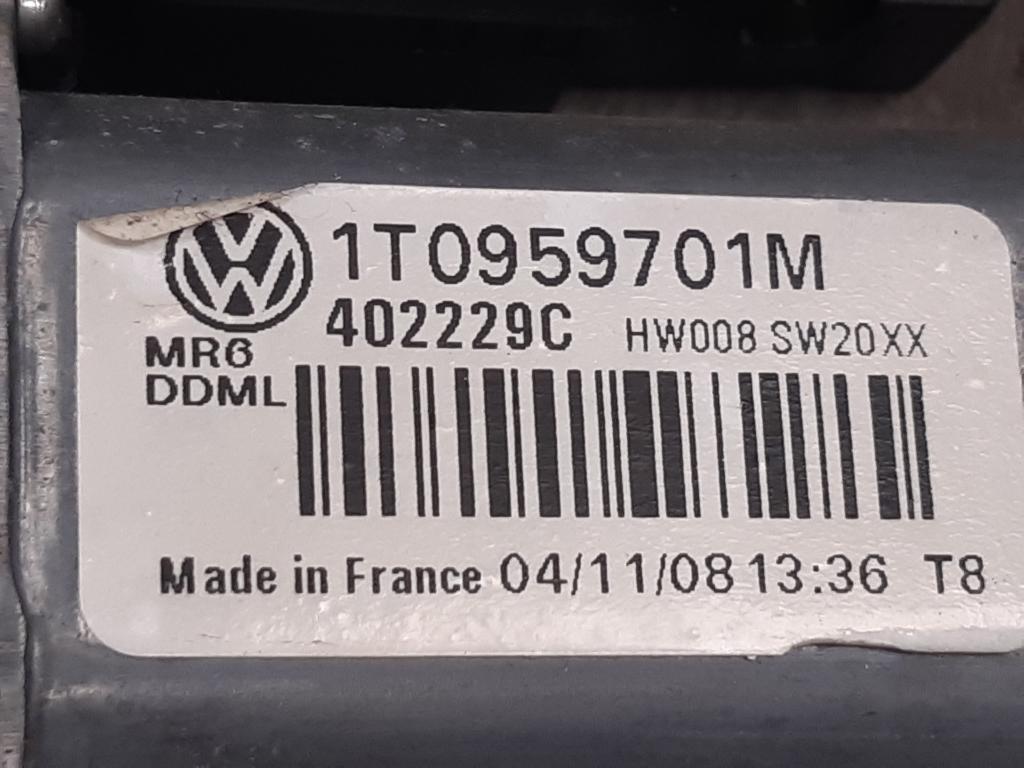 1T0959701M
402229C HW008 SW20XX
MR6
DDML
Made in France 04/11/08 13:36 T8